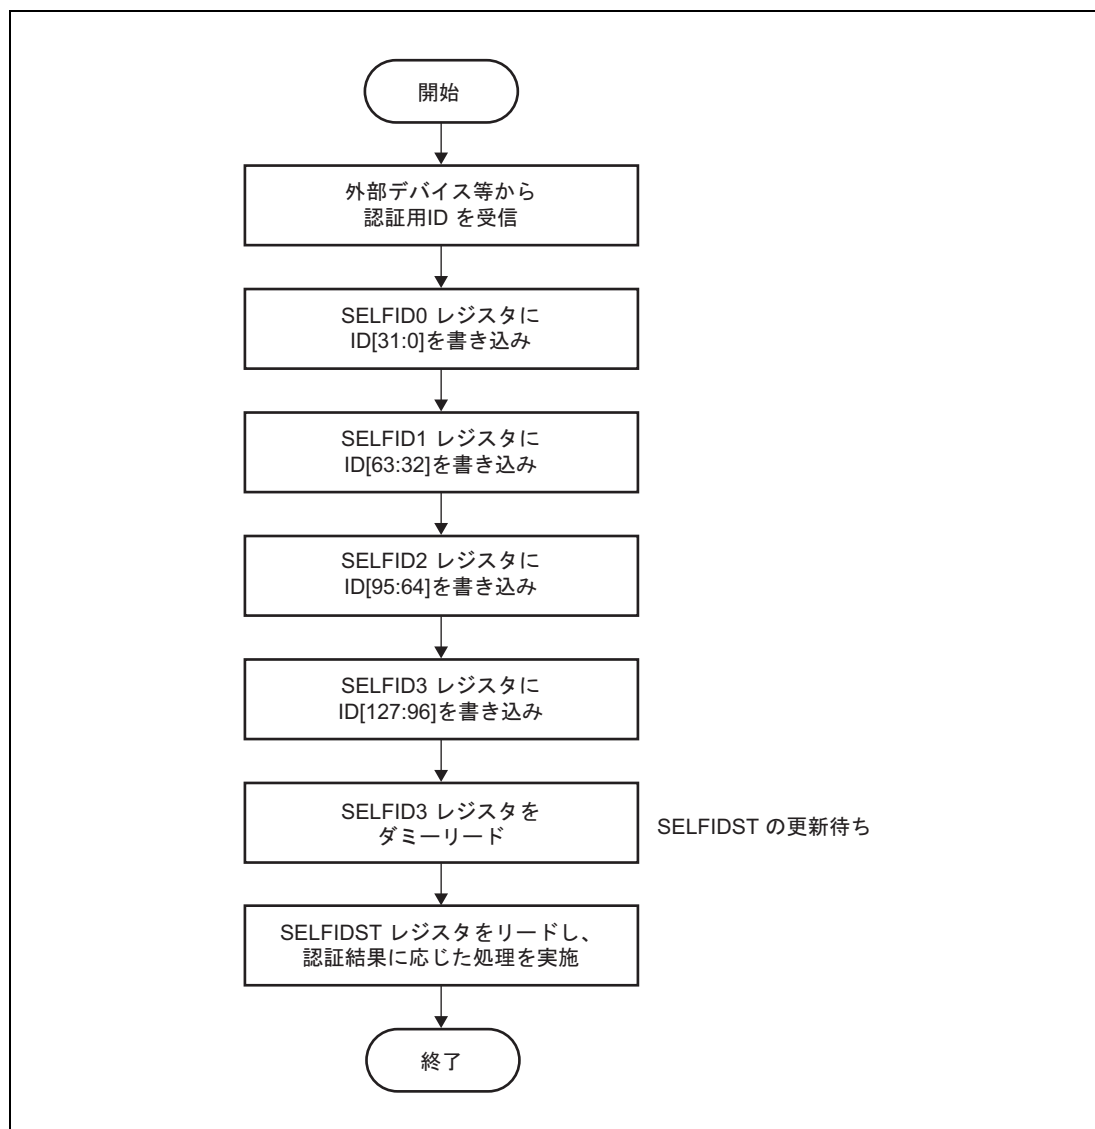 開始
外部デバイス等から
認証用ID を受信
SELFID0 レジスタに
ID[31:0]を書き込み
SELFID1 レジスタに
ID[63:32]を書き込み
SELFID2 レジスタに
ID[95:64]を書き込み
SELFID3 レジスタに
ID[127:96]を書き込み
SELFID3 レジスタを
ダミーリード
SELFIDST の更新待ち
SELFIDST レジスタをリードし、
認証結果に応じた処理を実施
終了